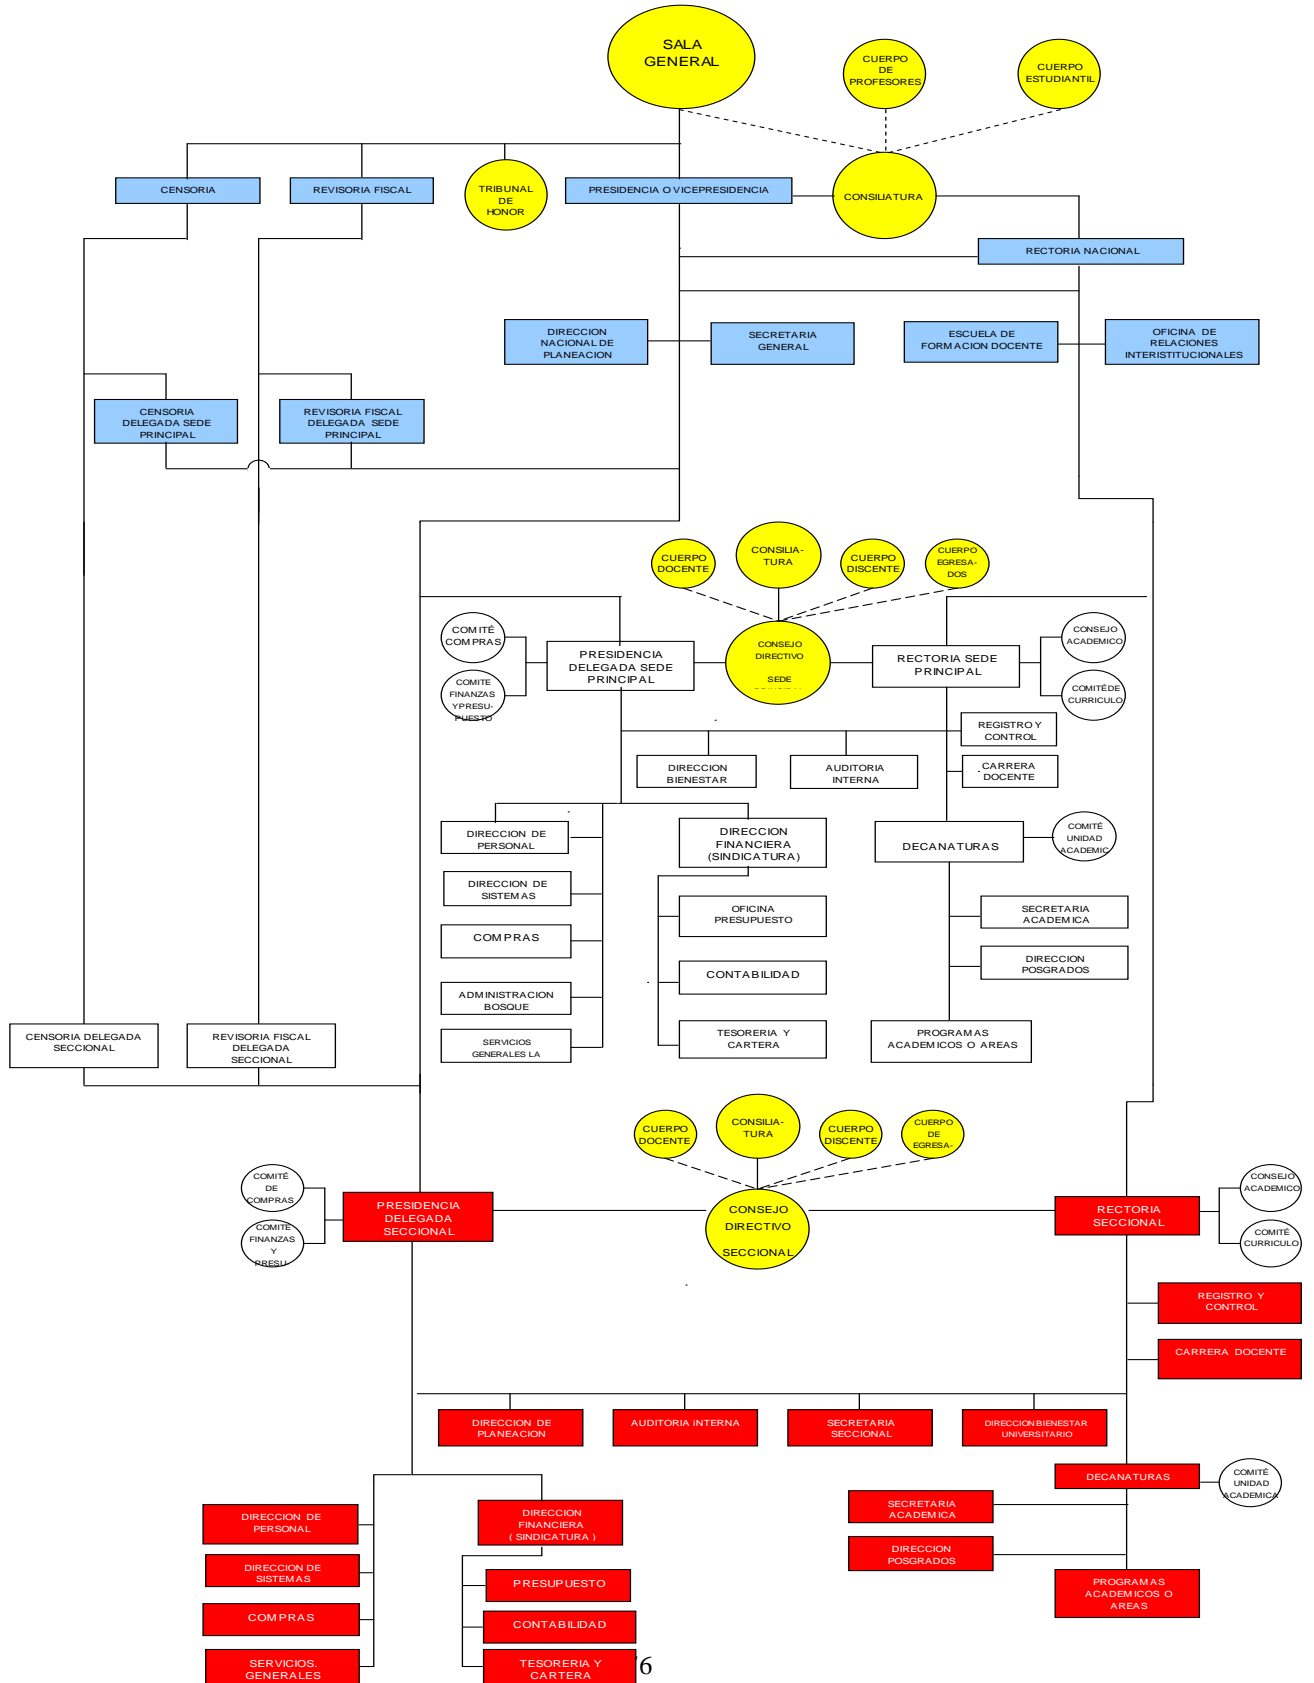 SALA
GENERAL
CUERPO
DE
PROFESORES
CUERPO
ESTUDIANTIL
CENSORIA
REVISORIA FISCAL
TRIBUNAL
DE
HONOR
PRESIDENCIA O VICEPRESIDENCIA
CONSILIATURA
RECTORIA NACIONAL
DIRECCION
NACIONAL DE
PLANEACION
SECRETARIA
GENERAL
ESCUELA DE
FORMACION DOCENTE
OFICINA DE
RELACIONES
INTERISTITUCIONALES
CENSORIA
DELEGADA SEDE
PRINCIPAL
REVISORIA FISCAL
DELEGADA SEDE
PRINCIPAL
CUERPO
DOCENTE
CONSILIA-
TURA
CUERPO
DISCENTE
CUERPO
EGRESA-
DOS
COMITÉ
COMPRAS
COMITE
FINANZAS
Y PRESU-
PUESTO
PRESIDENCIA
DELEGADA SEDE
PRINCIPAL
CONSEJO
DIRECTIVO
SEDE
RECTORIA SEDE
PRINCIPAL
CONSEJO
ACADEMICO
COMITÉ DE
CURRICULO
REGISTRO Y
CONTROL
DIRECCION
BIENESTAR
AUDITORIA
INTERNA
CARRERA
DOCENTE
DIRECCION DE
PERSONAL
DIRECCION
FINANCIERA
(SINDICATURA)
DECANATURAS
COMITÉ
UNIDAD
ACADEMIC
DIRECCION DE
SISTEMAS
OFICINA
PRESUPUESTO
SECRETARIA
ACADEMICA
COMPRAS
CONTABILIDAD
DIRECCION
POSGRADOS
ADMINISTRACION
BOSQUE
SERVICIOS
GENERALES LA
TESORERIA Y
CARTERA
PROGRAMAS
ACADEMICOS O AREAS
CENSORIA DELEGADA
SECCIONAL
REVISORIA FISCAL
DELEGADA
SECCIONAL
CUERPO
DOCENTE
CONSILIA-
TURA
CUERPO
DISCENTE
CUERPO
DE
EGRESA-
COMITÉ
DE
COMPRAS
COMITE
FINANZAS
Y
PRESU-
PRESIDENCIA
DELEGADA
SECCIONAL
CONSEJO
DIRECTIVO
SECCIONAL
RECTORIA
SECCIONAL
CONSEJO
ACADEMICO
COMITÉ
CURRICULO
REGISTRO Y
CONTROL
CARRERA DOCENTE
DIRECCION DE
PLANEACION
AUDITORIA INTERNA
SECRETARIA
SECCIONAL
DIRECCION BIENESTAR
UNIVERSITARIO
DECANATURAS
COMITÉ
UNIDAD
ACADEMICA
SECRETARIA
ACADEMICA
DIRECCION
POSGRADOS
PROGRAMAS
ACADEMICOS O
AREAS
DIRECCION DE
PERSONAL
DIRECCION
FINANCIERA
( SINDICATURA )
DIRECCION DE
SISTEMAS
PRESUPUESTO
COMPRAS
CONTABILIDAD
SERVICIOS.
GENERALES
TESORERIA Y
CARTERA
6